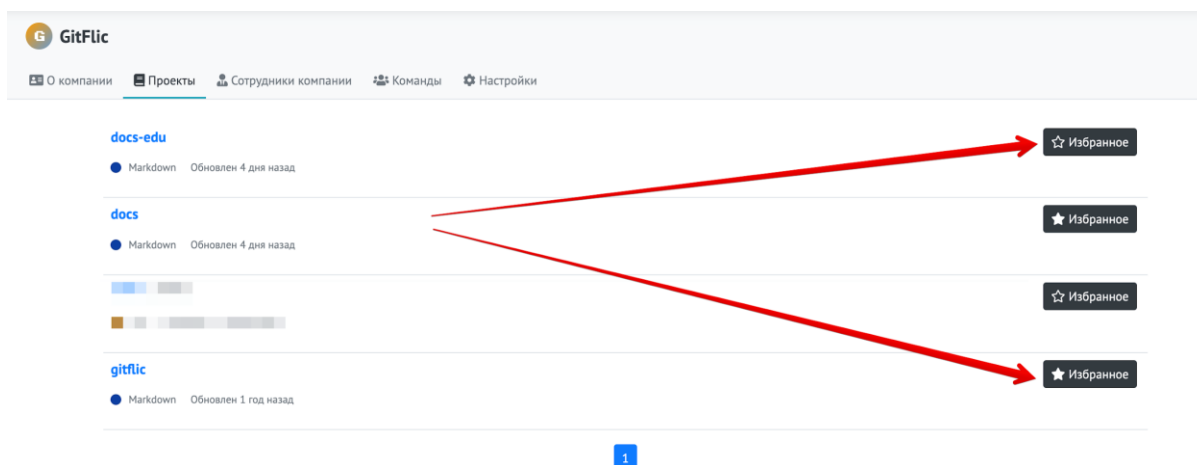 G GitFlic
О компании Проекты Сотрудники компании Команды Настройки
docs-edu
Избранное
Markdown Обновлен 4 дня назад
docs
Избранное
Markdown Обновлен 4 дня назад
Избранное
gitflic
Избранное
Markdown Обновлен 1 год назад
1